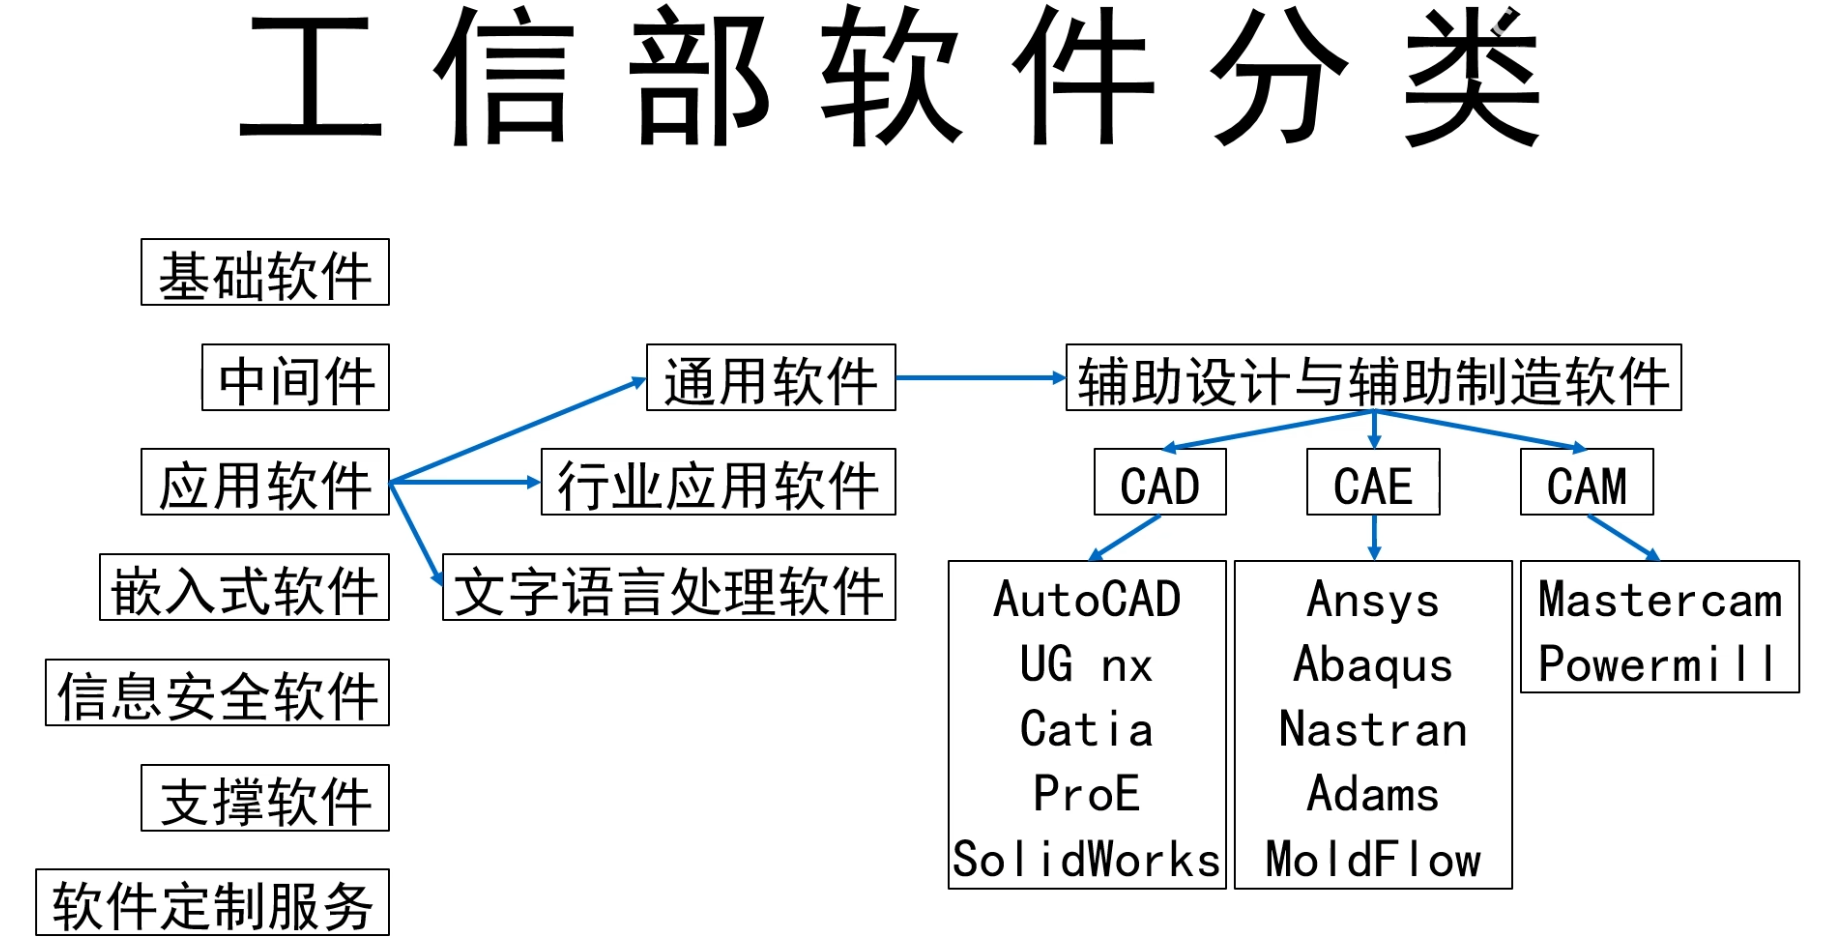 工信部软件分类
基础软件
中间件
通用软件
辅助设计与辅助制造软件
应用软件
行业应用软件
CAD
CAE
CAM
嵌入式软件
文字语言处理软件
AutoCAD
UG nx
Catia
ProE
SolidWorks
Ansys
Abaqus
Nastran
Adams
MoldFlow
Mastercam
Powermill
信息安全软件
支撑软件
软件定制服务